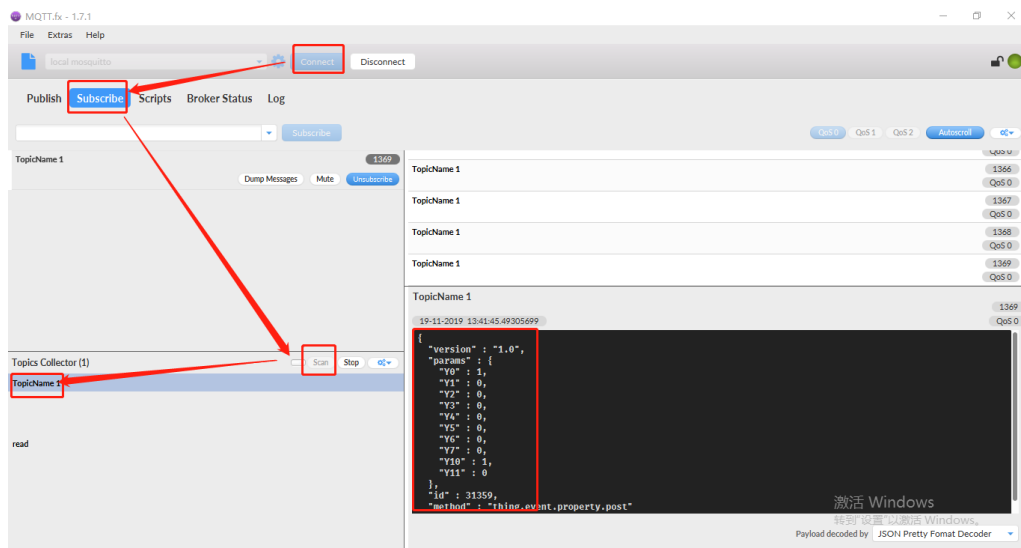 MQTT.fx - 1.7.1
File Extras Help
local mosquitto Connect Disconnect
Publish Subscribe Scripts Broker Status Log
Subscribe QoS 0 QoS 1 QoS 2 Autoscroll
TopicName 1 1369
Dump Messages Mute Unsubscribe
QoS 0
TopicName 1 1366
QoS 0
TopicName 1 1367
QoS 0
TopicName 1 1368
QoS 0
TopicName 1 1369
QoS 0
Topics Collector (1) Scan Stop
TopicName 1
read
TopicName 1
1369
19-11-2019 13:41:45.49305699 QoS 0
{
"version" : "1.0",
"params" : {
"Y0" : 1,
"Y1" : 0,
"Y2" : 0,
"Y3" : 0,
"Y4" : 0,
"Y5" : 0,
"Y6" : 0,
"Y7" : 0,
"Y10" : 1,
"Y11" : 0
},
"id" : 31359,
"method" : "thing.event.property.post"
激活 Windows
转到"设置"以激活 Windows。
Payload decoded by JSON Pretty Fomat Decoder